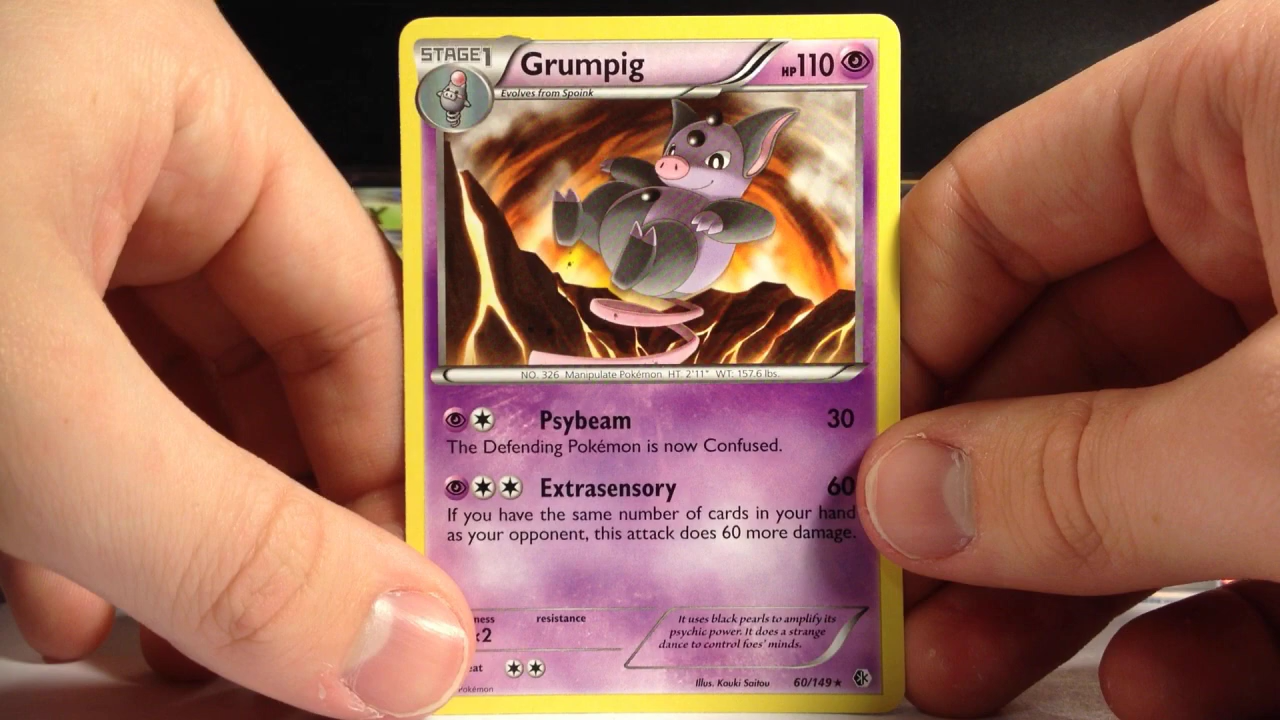 STAGE1
Grumpig
HP110
Evolves from Spoink
NO. 326 Manipulate Pokémon. HT: 2'11" WT: 157.6 lbs.
Psybeam 30
The Defending Pokémon is now Confused.
Extrasensory 60
If you have the same number of cards in your hand
as your opponent, this attack does 60 more damage.
resistance
x2
It uses black pearls to amplify its
psychic power. It does a strange
dance to control foes' minds.
Illus. Kouki Saitou 60/149
Pokémon